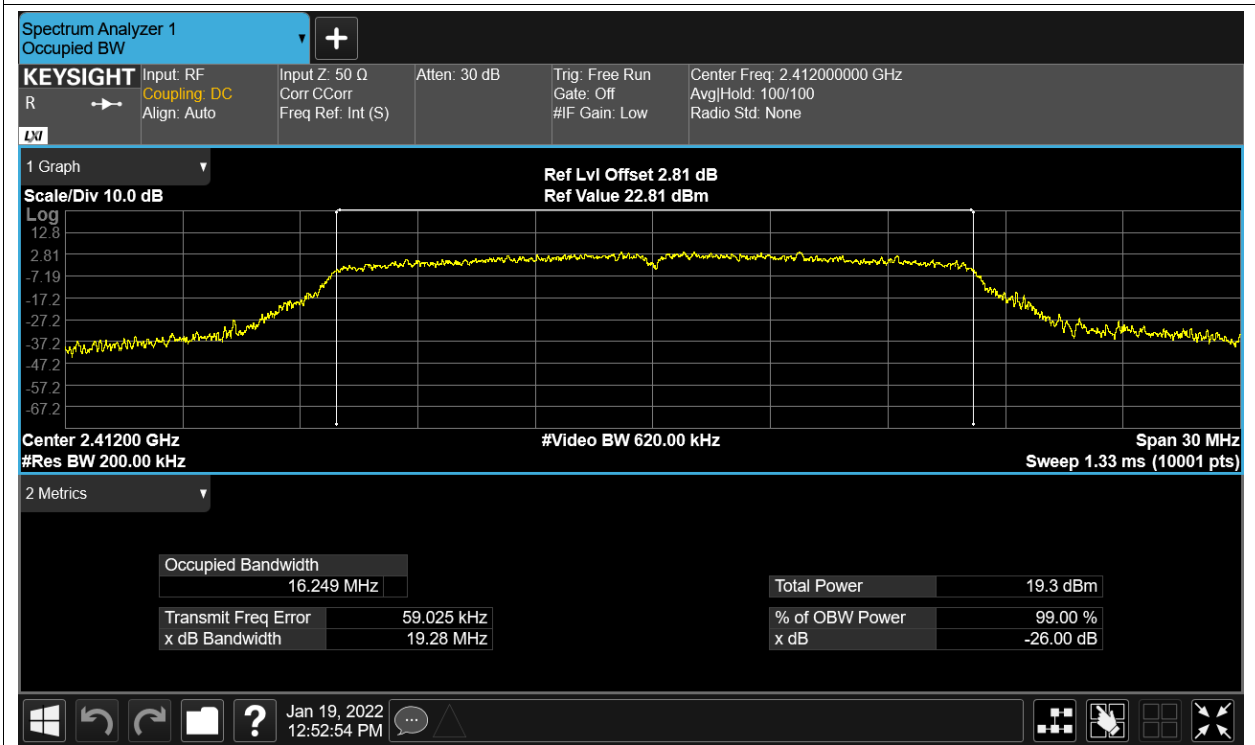 Spectrum Analyzer 1
Occupied BW
KEYSIGHT
R
LXI
Input: RF
Coupling: DC
Align: Auto
Input Z: 50 Ω
Corr CCorr
Freq Ref: Int (S)
Atten: 30 dB
Trig: Free Run
Gate: Off
#IF Gain: Low
Center Freq: 2.412000000 GHz
Avg|Hold: 100/100
Radio Std: None
1 Graph
Scale/Div 10.0 dB
Ref Lvl Offset 2.81 dB
Ref Value 22.81 dBm
Log
12.8
2.81
-7.19
-17.2
-27.2
-37.2
-47.2
-57.2
-67.2
Center 2.41200 GHz
#Video BW 620.00 kHz
Span 30 MHz
#Res BW 200.00 kHz
Sweep 1.33 ms (10001 pts)
2 Metrics
Occupied Bandwidth
16.249 MHz
Total Power 19.3 dBm
Transmit Freq Error 59.025 kHz
% of OBW Power 99.00 %
x dB Bandwidth 19.28 MHz
x dB -26.00 dB
?
Jan 19, 2022
12:52:54 PM